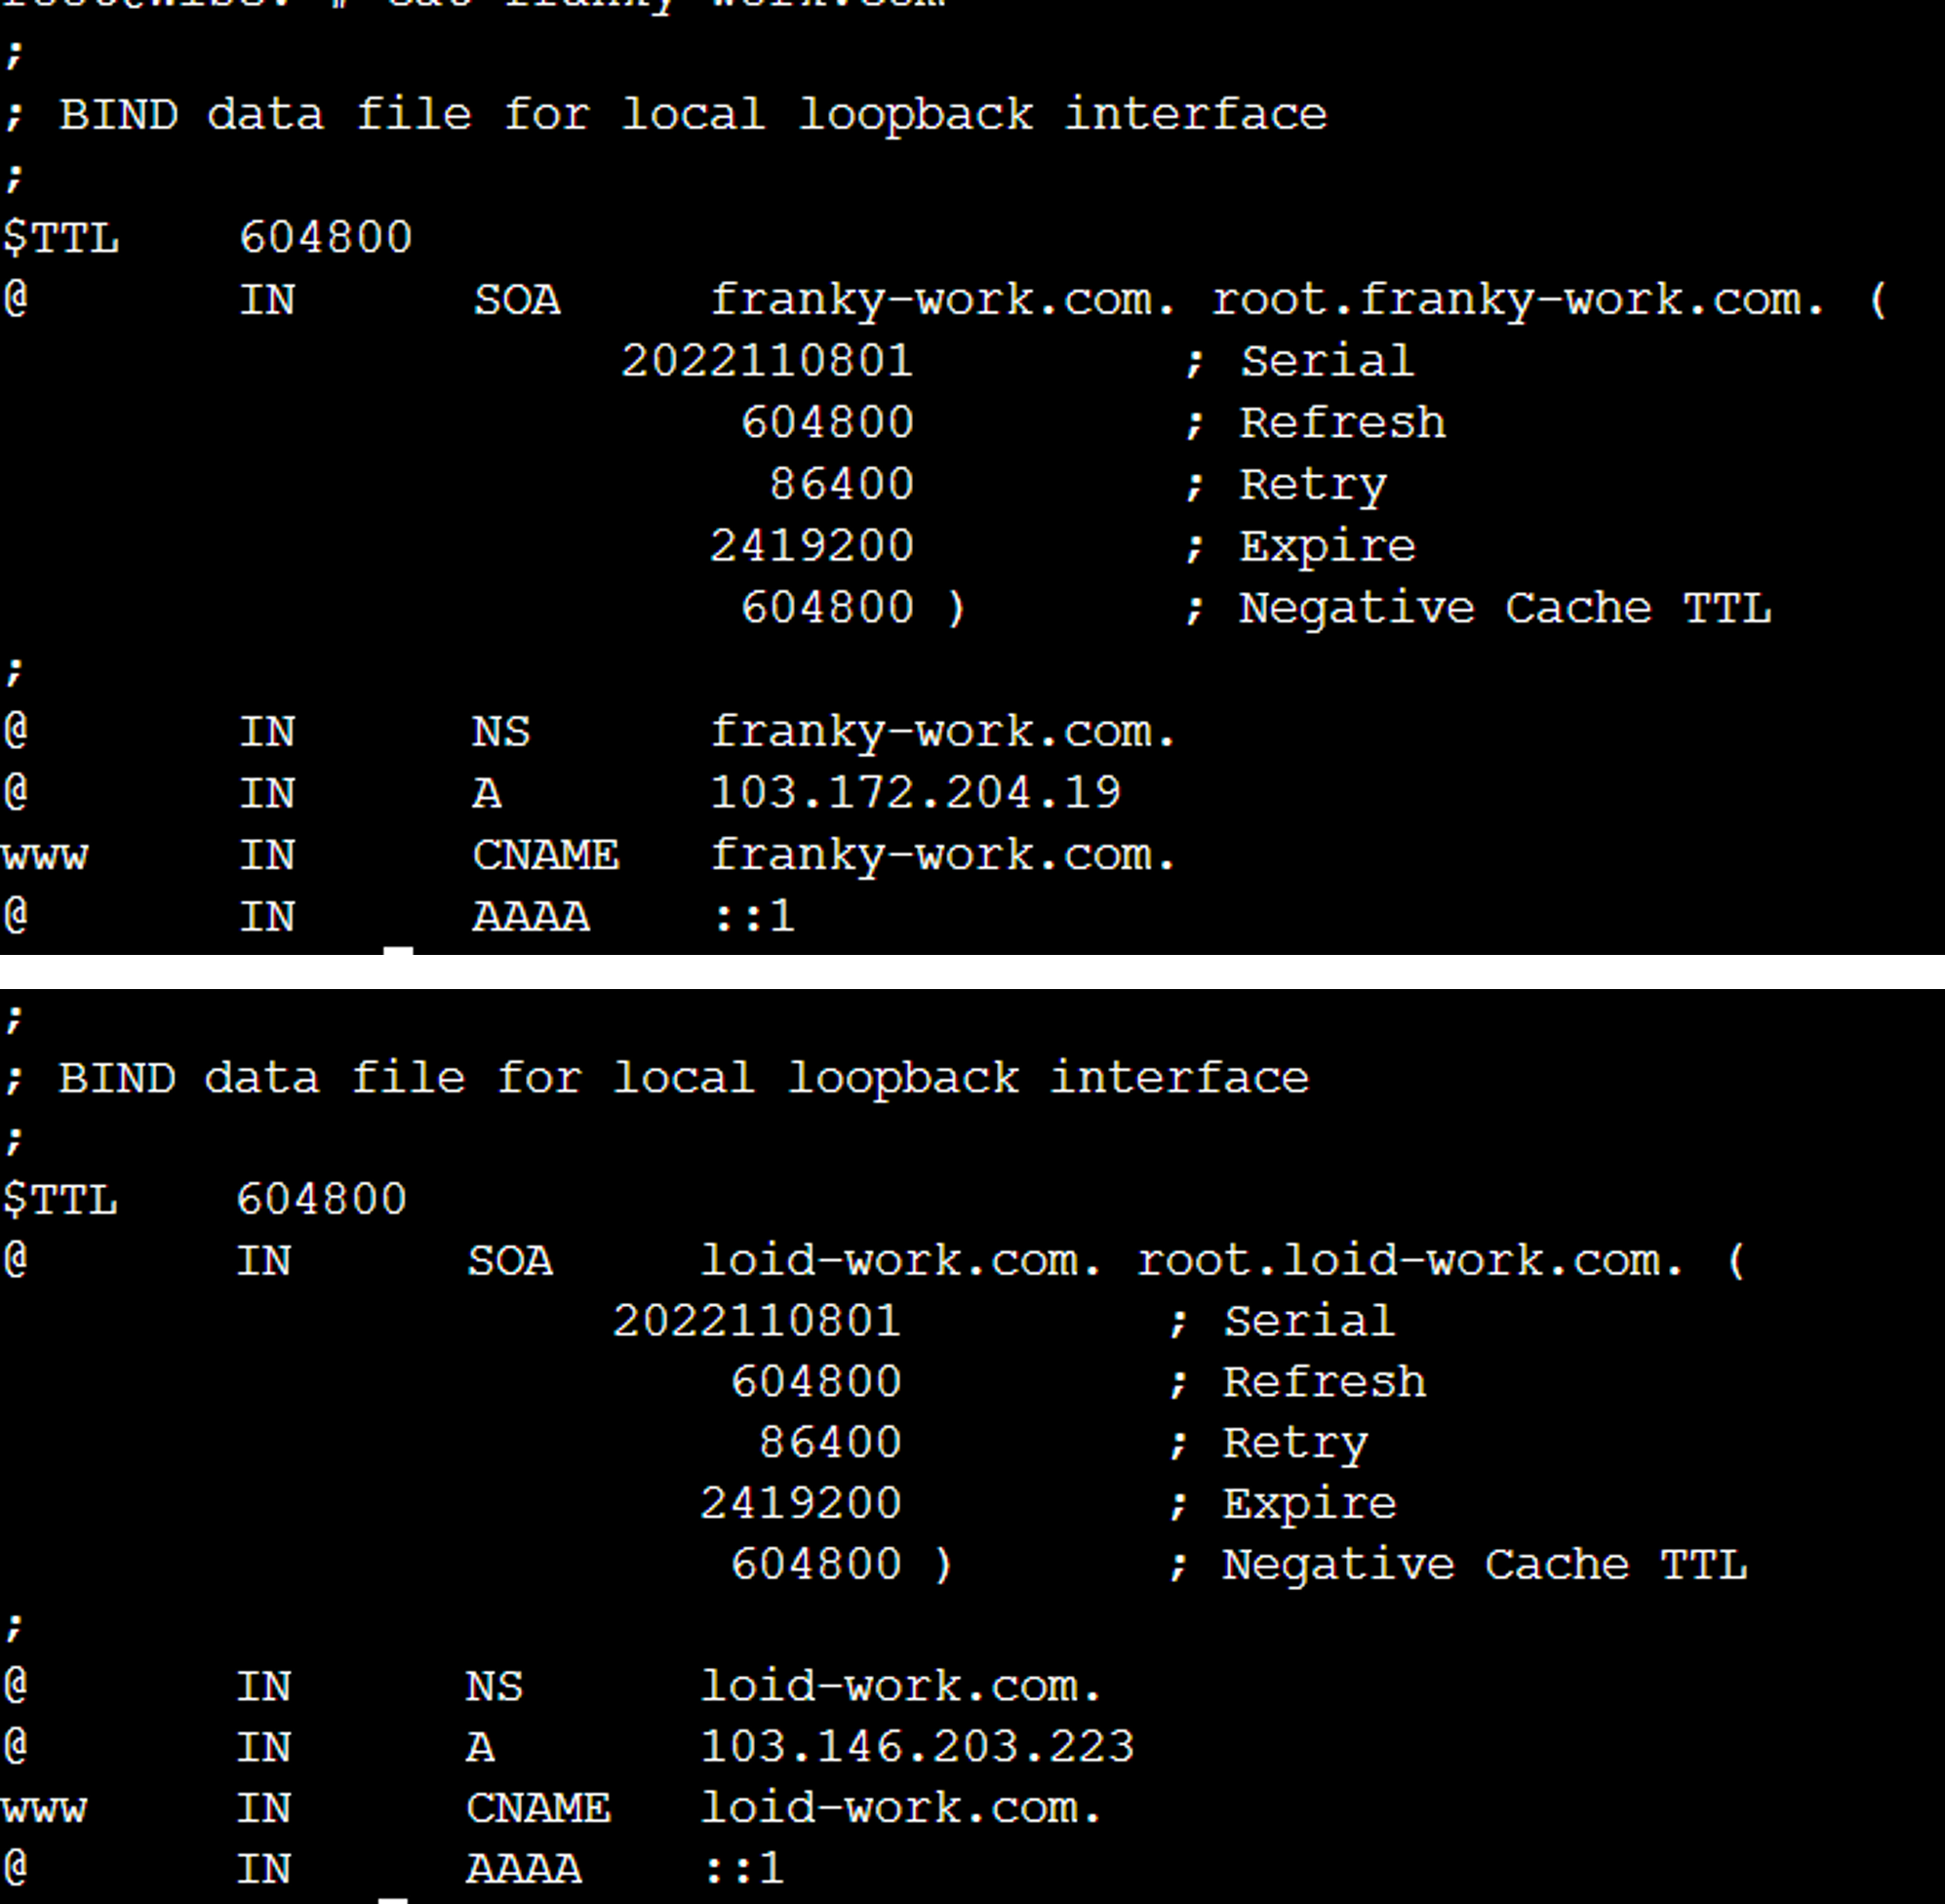 ;
; BIND data file for local loopback interface
;
$TTL    604800
@       IN      SOA     franky-work.com. root.franky-work.com. (
                     2022110801         ; Serial
                         604800         ; Refresh
                          86400         ; Retry
                        2419200         ; Expire
                         604800 )       ; Negative Cache TTL
;
@       IN      NS      franky-work.com.
@       IN      A       103.172.204.19
www     IN      CNAME   franky-work.com.
@       IN      AAAA    ::1
;
; BIND data file for local loopback interface
;
$TTL    604800
@       IN      SOA     loid-work.com. root.loid-work.com. (
                     2022110801         ; Serial
                         604800         ; Refresh
                          86400         ; Retry
                        2419200         ; Expire
                         604800 )       ; Negative Cache TTL
;
@       IN      NS      loid-work.com.
@       IN      A       103.146.203.223
www     IN      CNAME   loid-work.com.
@       IN      AAAA    ::1